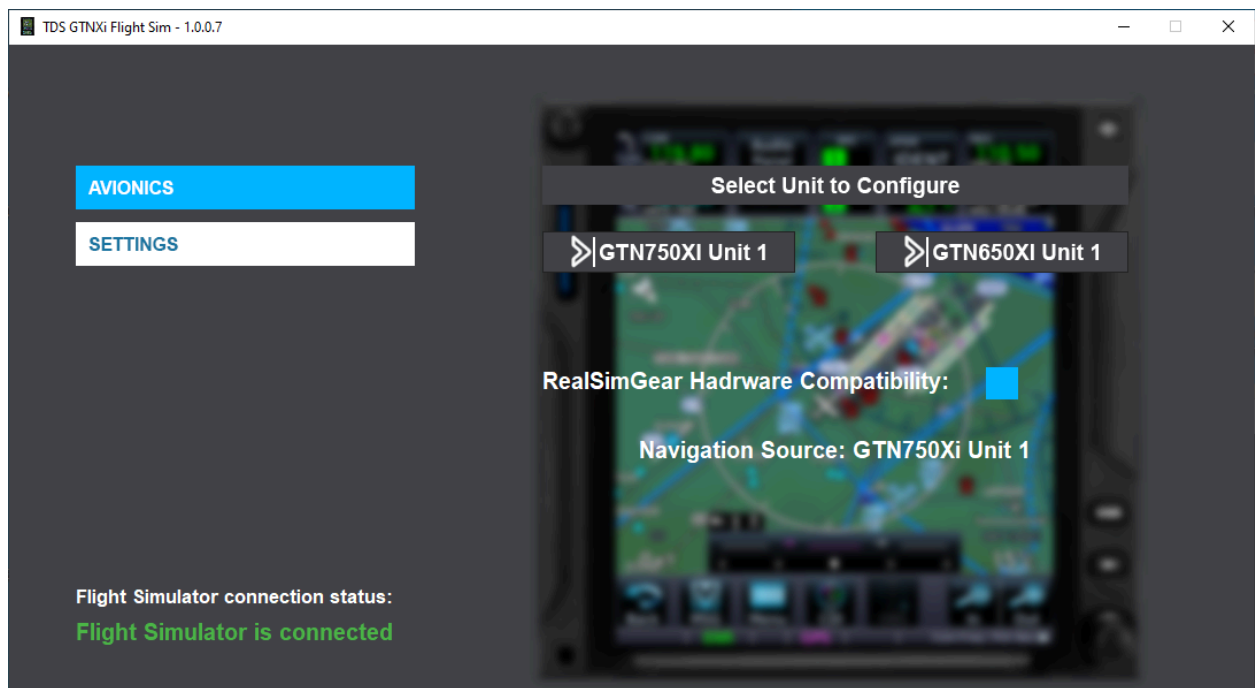 TDS GTNXi Flight Sim - 1.0.0.7
AVIONICS
SETTINGS
Select Unit to Configure
GTN750XI Unit 1
GTN650XI Unit 1
RealSimGear Hadrware Compatibility:
Navigation Source: GTN750Xi Unit 1
Flight Simulator connection status:
Flight Simulator is connected